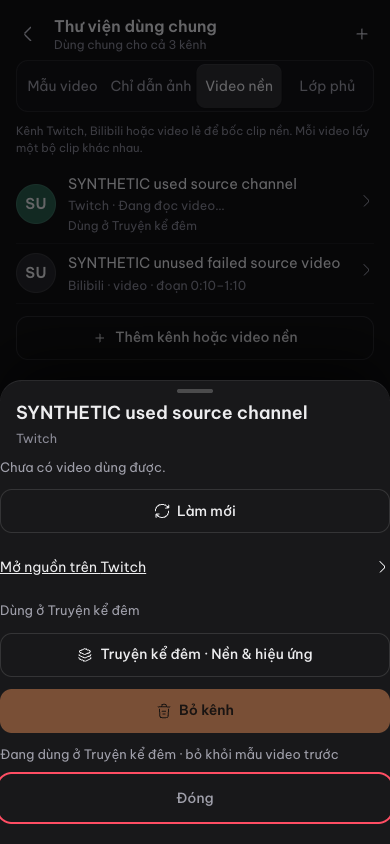 Thư viện dùng chung
Dùng chung cho cả 3 kênh
Mẫu video
Chỉ dẫn ảnh
Video nền
Lớp phủ
Kênh Twitch, Bilibili hoặc video lẻ để bốc clip nền. Mỗi video lấy
một bộ clip khác nhau.
SU
SYNTHETIC used source channel
Twitch · Đang đọc video...
Dùng ở Truyện kể đêm
SU
SYNTHETIC unused failed source video
Bilibili · video · đoạn 0:10–1:10
Thêm kênh hoặc video nền
SYNTHETIC used source channel
Twitch
Chưa có video dùng được.
Làm mới
Mở nguồn trên Twitch
Dùng ở Truyện kể đêm
Truyện kể đêm · Nền & hiệu ứng
Bỏ kênh
Đang dùng ở Truyện kể đêm · bỏ khỏi mẫu video trước
Đóng